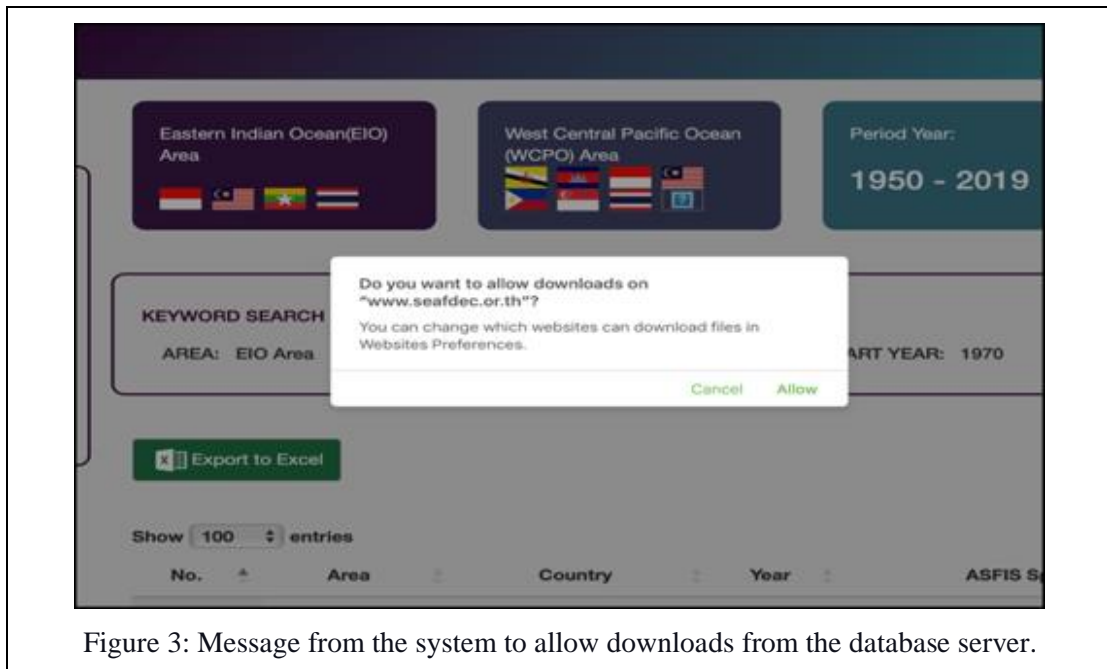 Eastern Indian Ocean(EIO)
Area
West Central Pacific Ocean
(WCPO) Area
Period Year:
1950 - 2019
Do you want to allow downloads on
"www.seafdec.or.th"?
You can change which websites can download files in
Websites Preferences.
Cancel Allow
KEYWORD SEARCH
AREA: EIO Area
ART YEAR: 1970
Export to Excel
Show 100 entries
No. Area Country Year ASFIS S
Figure 3: Message from the system to allow downloads from the database server.